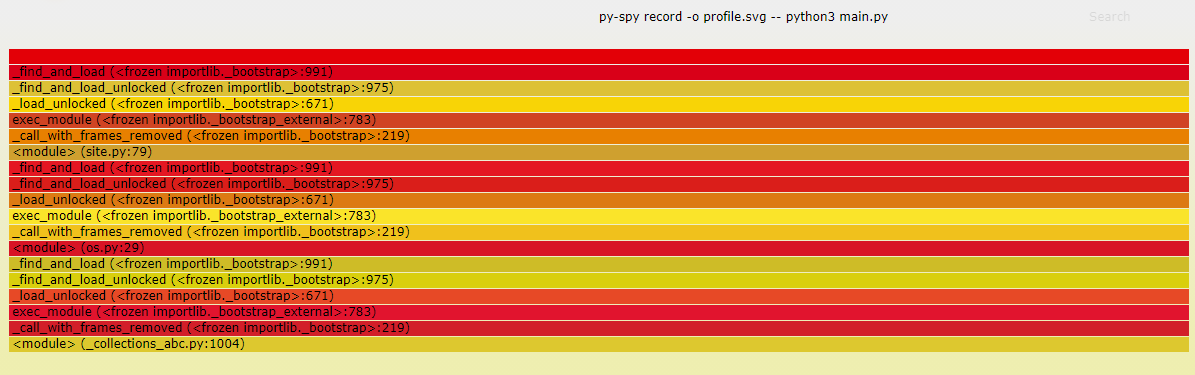 py-spy record -o profile.svg -- python3 main.py
Search
_find_and_load (<frozen importlib._bootstrap>:991)
_find_and_load_unlocked (<frozen importlib._bootstrap>:975)
_load_unlocked (<frozen importlib._bootstrap>:671)
exec_module (<frozen importlib._bootstrap_external>:783)
_call_with_frames_removed (<frozen importlib._bootstrap>:219)
<module> (site.py:79)
_find_and_load (<frozen importlib._bootstrap>:991)
_find_and_load_unlocked (<frozen importlib._bootstrap>:975)
_load_unlocked (<frozen importlib._bootstrap>:671)
exec_module (<frozen importlib._bootstrap_external>:783)
_call_with_frames_removed (<frozen importlib._bootstrap>:219)
<module> (os.py:29)
_find_and_load (<frozen importlib._bootstrap>:991)
_find_and_load_unlocked (<frozen importlib._bootstrap>:975)
_load_unlocked (<frozen importlib._bootstrap>:671)
exec_module (<frozen importlib._bootstrap_external>:783)
_call_with_frames_removed (<frozen importlib._bootstrap>:219)
<module> (_collections_abc.py:1004)